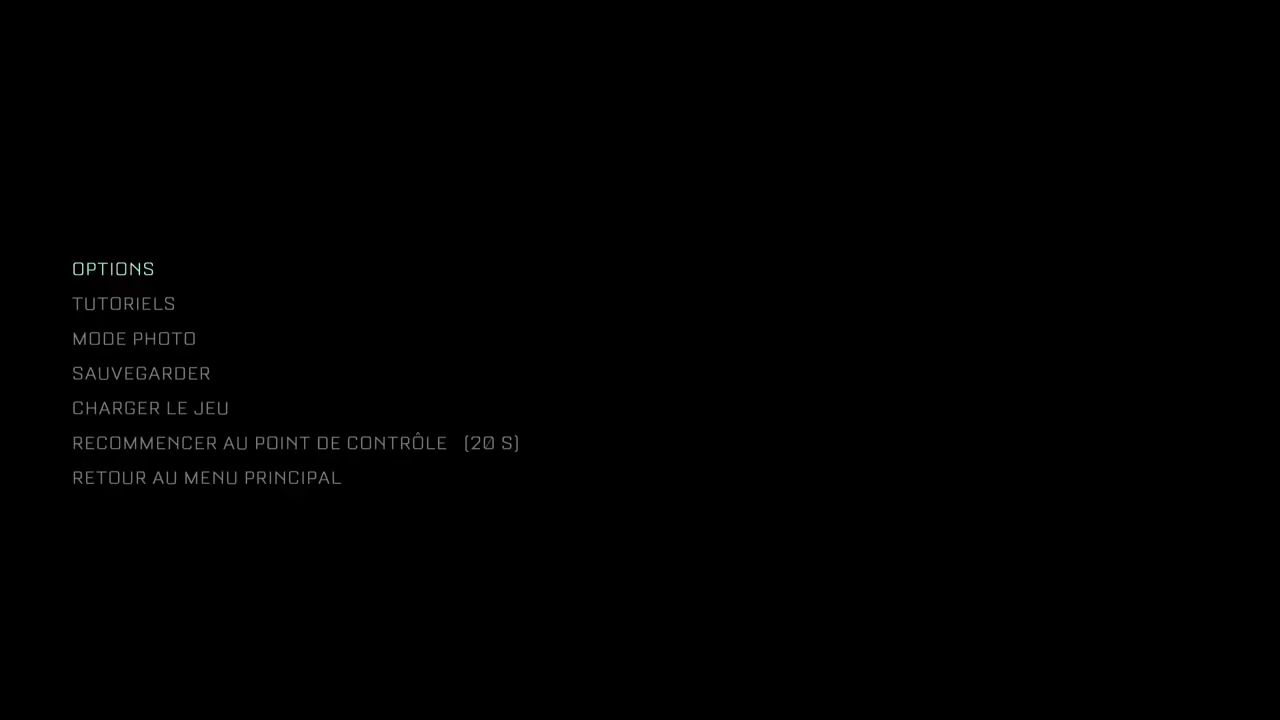 OPTIONS
TUTORIELS
MODE PHOTO
SAUVEGARDER
CHARGER LE JEU
RECOMMENCER AU POINT DE CONTRÔLE (20 S)
RETOUR AU MENU PRINCIPAL